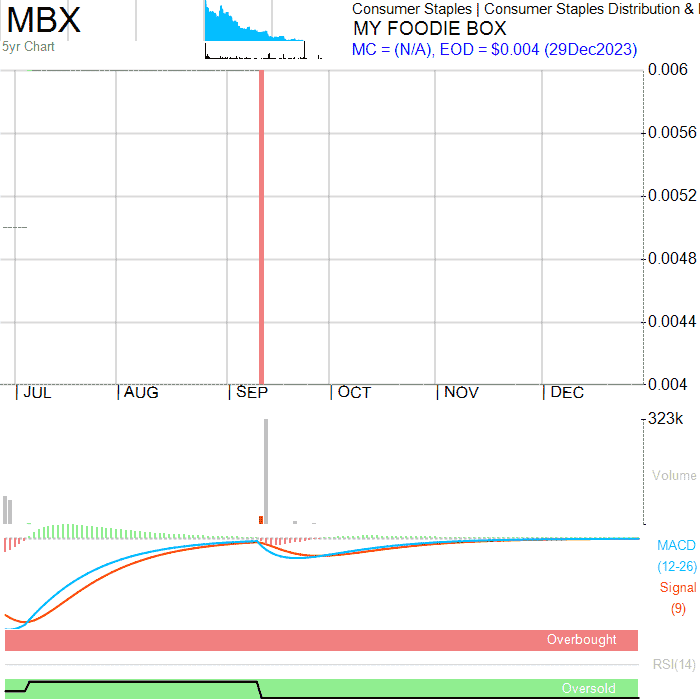 MBX
5yr Chart
Consumer Staples | Consumer Staples Distribution &
MY FOODIE BOX
MC = (N/A), EOD = $0.004 (29Dec2023)
0.006
0.0056
0.0052
0.0048
0.0044
0.004
JUL AUG SEP OCT NOV DEC
323k
Volume
MACD
(12-26)
Signal
(9)
Overbought
RSI(14)
Oversold